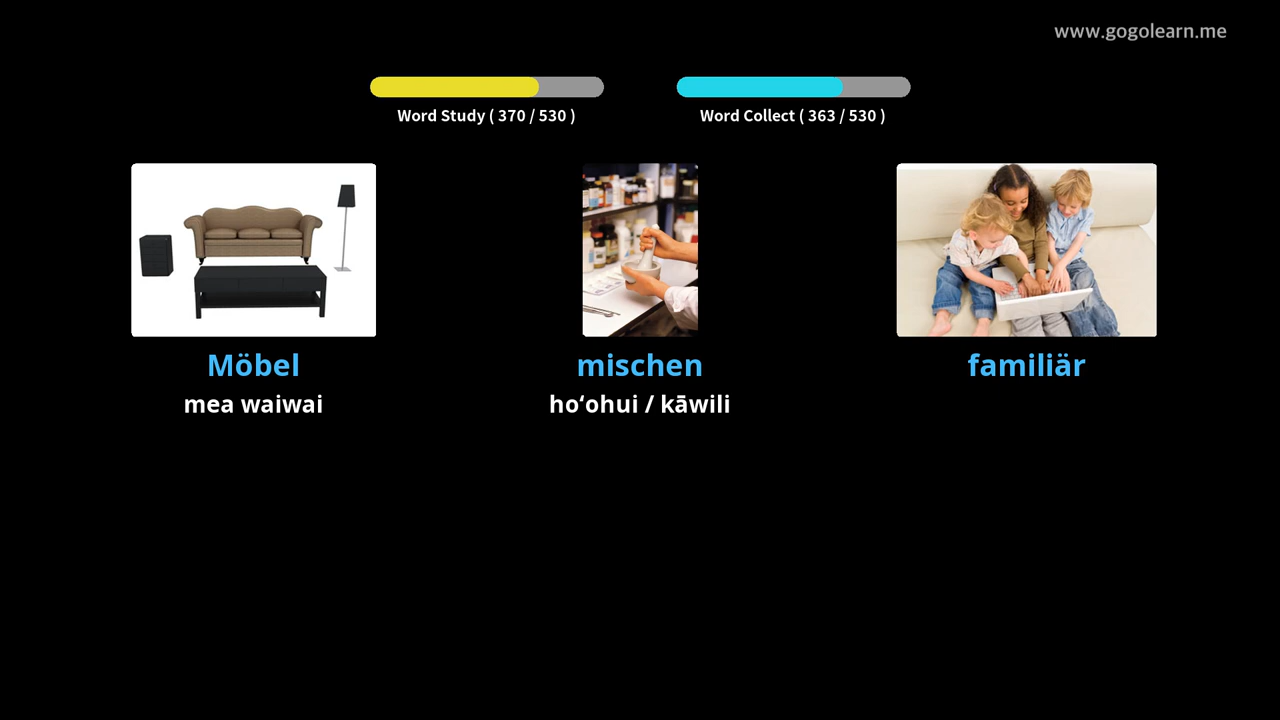 www.gogolearn.me
Word Study ( 370 / 530 )
Word Collect ( 363 / 530 )
Möbel
mischen
familiär
mea waiwai
hoʻohui / kāwili